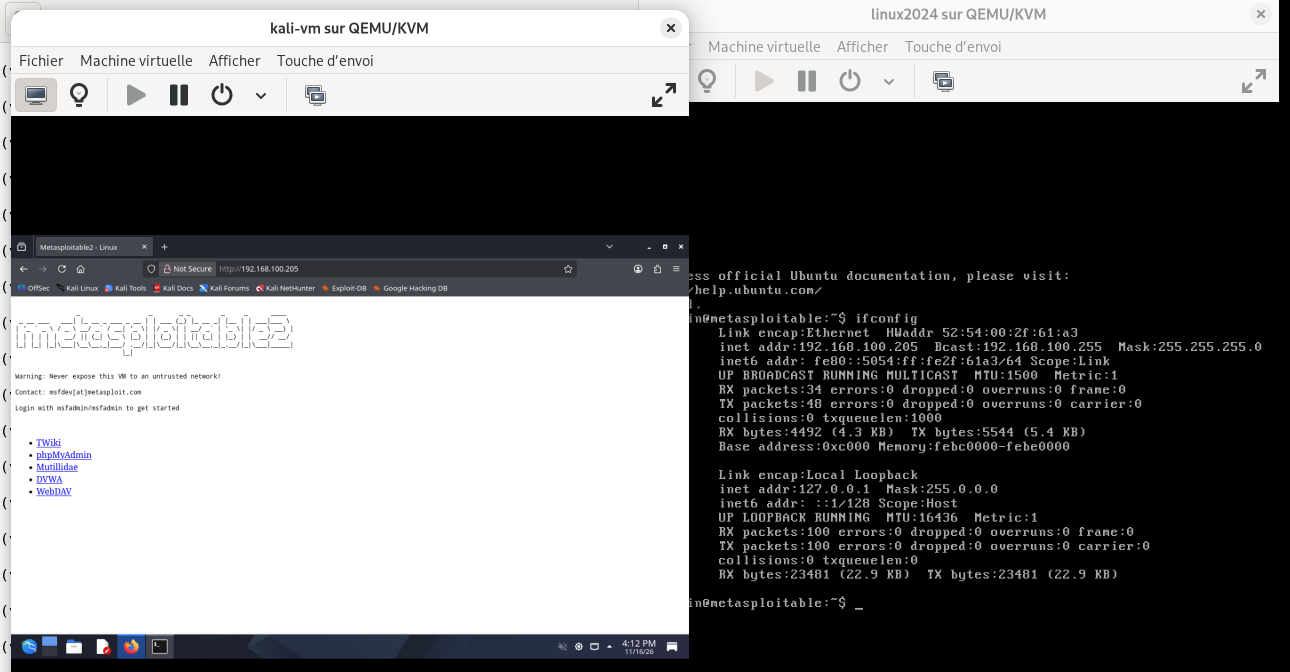 kali-vm sur QEMU/KVM
Fichier Machine virtuelle Afficher Touche d’envoi
Metasploitable2 - Linux
Not Secure http://192.168.100.205
OffSec Kali Linux Kali Tools Kali Docs Kali Forums Kali NetHunter Exploit-DB Google Hacking DB
metasploitable2
Warning: Never expose this VM to an untrusted network!
Contact: msfdev[at]metasploit.com
Login with msfadmin/msfadmin to get started
TWiki
phpMyAdmin
Mutillidae
DVWA
WebDAV
4:12 PM
11/16/26
linux2024 sur QEMU/KVM
Machine virtuelle Afficher Touche d’envoi
ess official Ubuntu documentation, please visit:
/help.ubuntu.com/
l.
in@metasploitable:~$ ifconfig
Link encap:Ethernet HWaddr 52:54:00:2f:61:a3
inet addr:192.168.100.205 Bcast:192.168.100.255 Mask:255.255.255.0
inet6 addr: fe80::5054:ff:fe2f:61a3/64 Scope:Link
UP BROADCAST RUNNING MULTICAST MTU:1500 Metric:1
RX packets:34 errors:0 dropped:0 overruns:0 frame:0
TX packets:48 errors:0 dropped:0 overruns:0 carrier:0
collisions:0 txqueuelen:1000
RX bytes:4492 (4.3 KB) TX bytes:5544 (5.4 KB)
Base address:0xc000 Memory:febc0000-febe0000
Link encap:Local Loopback
inet addr:127.0.0.1 Mask:255.0.0.0
inet6 addr: ::1/128 Scope:Host
UP LOOPBACK RUNNING MTU:16436 Metric:1
RX packets:100 errors:0 dropped:0 overruns:0 frame:0
TX packets:100 errors:0 dropped:0 overruns:0 carrier:0
collisions:0 txqueuelen:0
RX bytes:23481 (22.9 KB) TX bytes:23481 (22.9 KB)
in@metasploitable:~$ _